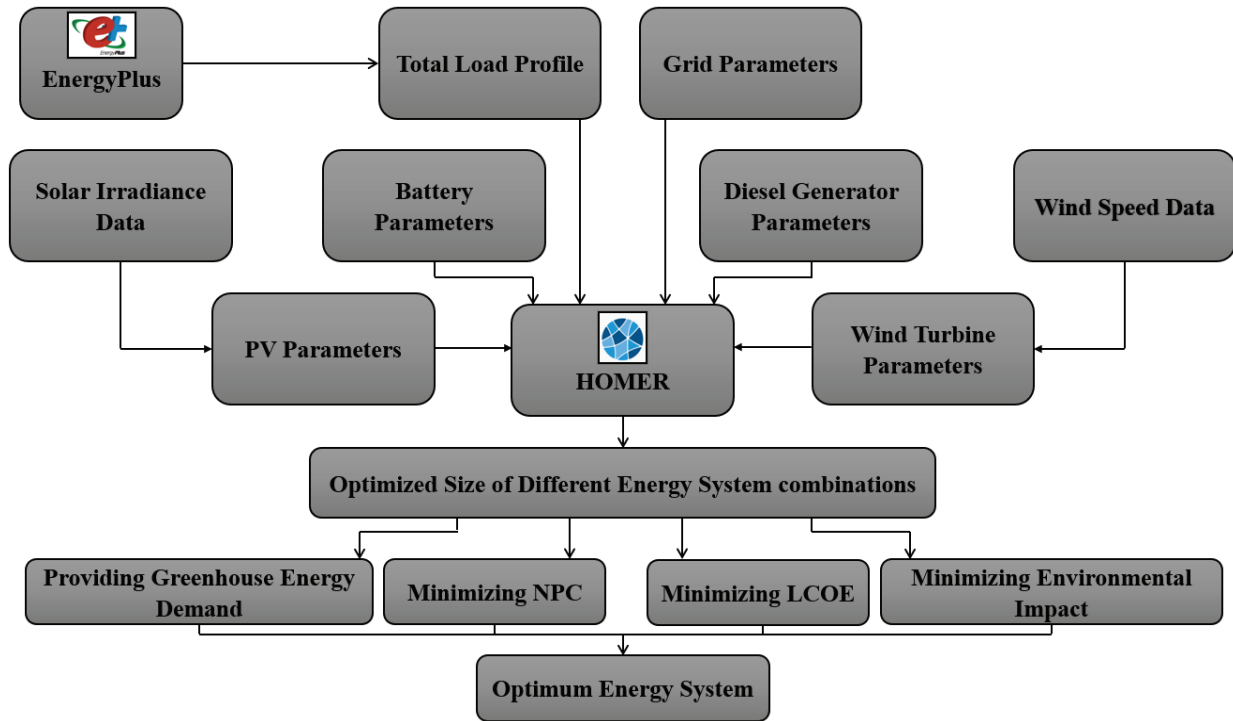 et
EnergyPlus
EnergyPlus
Total Load Profile
Grid Parameters
Solar Irradiance
Data
Battery
Parameters
Diesel Generator
Parameters
Wind Speed Data
PV Parameters
HOMER
Wind Turbine
Parameters
Optimized Size of Different Energy System combinations
Providing Greenhouse Energy
Demand
Minimizing NPC
Minimizing LCOE
Minimizing Environmental
Impact
Optimum Energy System